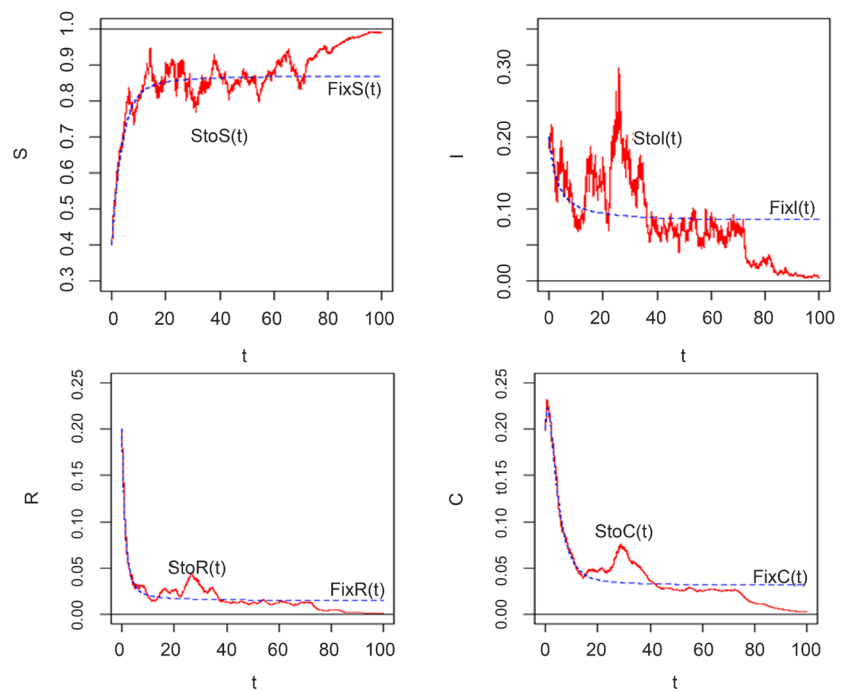 1.0
0.9
0.8
0.7
0.6
0.5
0.4
0.3
S
FixS(t)
StoS(t)
0 20 40 60 80 100
t
0.30
0.20
0.10
0.00
I
StoI(t)
FixI(t)
0 20 40 60 80 100
t
0.25
0.20
0.15
0.10
0.05
0.00
R
StoR(t)
FixR(t)
0 20 40 60 80 100
t
0.25
0.20
0.15
0.10
0.05
0.00
t0
C
StoC(t)
FixC(t)
0 20 40 60 80 100
t